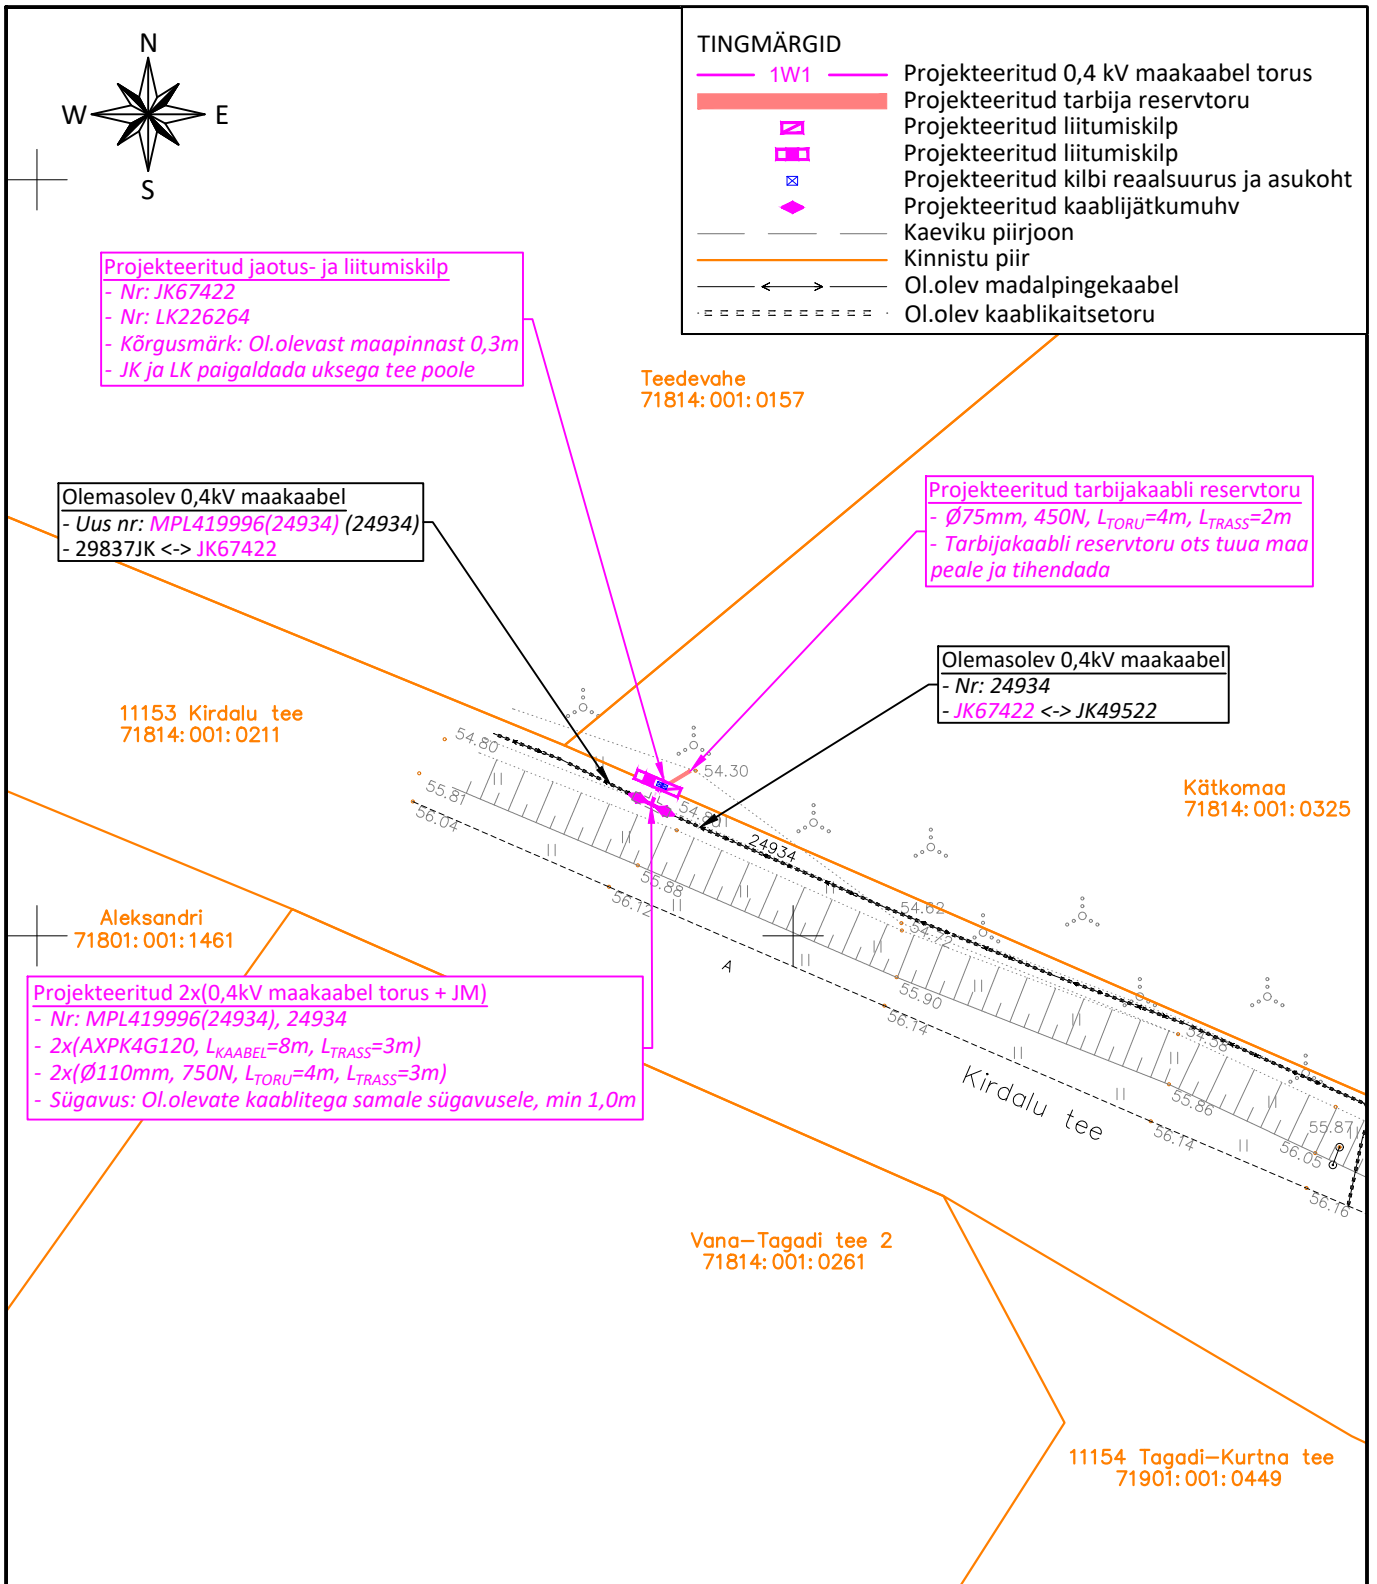 N
W
E
S
TINGMÄRGID
1W1
Projekteeritud 0,4 kV maakaabel torus
Projekteeritud tarbija reservtoru
Projekteeritud liitumiskilp
Projekteeritud liitumiskilp
Projekteeritud kilbi reaalsuurus ja asukoht
Projekteeritud kaablijätkumuhv
Kaeviku piirjoon
Kinnistu piir
Ol.olev madalpingekaabel
Ol.olev kaablikaitsetoru
Projekteeritud jaotus- ja liitumiskilp
- Nr: JK67422
- Nr: LK226264
- Kõrgusmärk: Ol.olevast maapinnast 0,3m
- JK ja LK paigaldada uksega tee poole
Teedevahe
71814:001:0157
Olemasolev 0,4kV maakaabel
- Uus nr: MPL419996(24934) (24934)
- 29837JK <-> JK67422
Projekteeritud tarbijakaabli reservtoru
- Ø75mm, 450N, LTORU=4m, LTRASS=2m
- Tarbijakaabli reservtoru ots tuua maa
peale ja tihendada
Olemasolev 0,4kV maakaabel
- Nr: 24934
- JK67422 <-> JK49522
11153 Kirdalu tee
71814:001:0211
54.80
54.30
55.81
56.04
54.80
24934
Kätkomaa
71814:001:0325
55.88
56.12
54.62
54.72
Aleksandri
71801:001:1461
A
55.90
56.14
54.58
Projekteeritud 2x(0,4kV maakaabel torus + JM)
- Nr: MPL419996(24934), 24934
- 2x(AXPK4G120, LKAABEL=8m, LTRASS=3m)
- 2x(Ø110mm, 750N, LTORU=4m, LTRASS=3m)
- Sügavus: Ol.olevate kaablitega samale sügavusele, min 1,0m
Kirdalu tee
55.86
56.14
55.87
56.05
56.16
Vana-Tagadi tee 2
71814:001:0261
11154 Tagadi-Kurtna tee
71901:001:0449